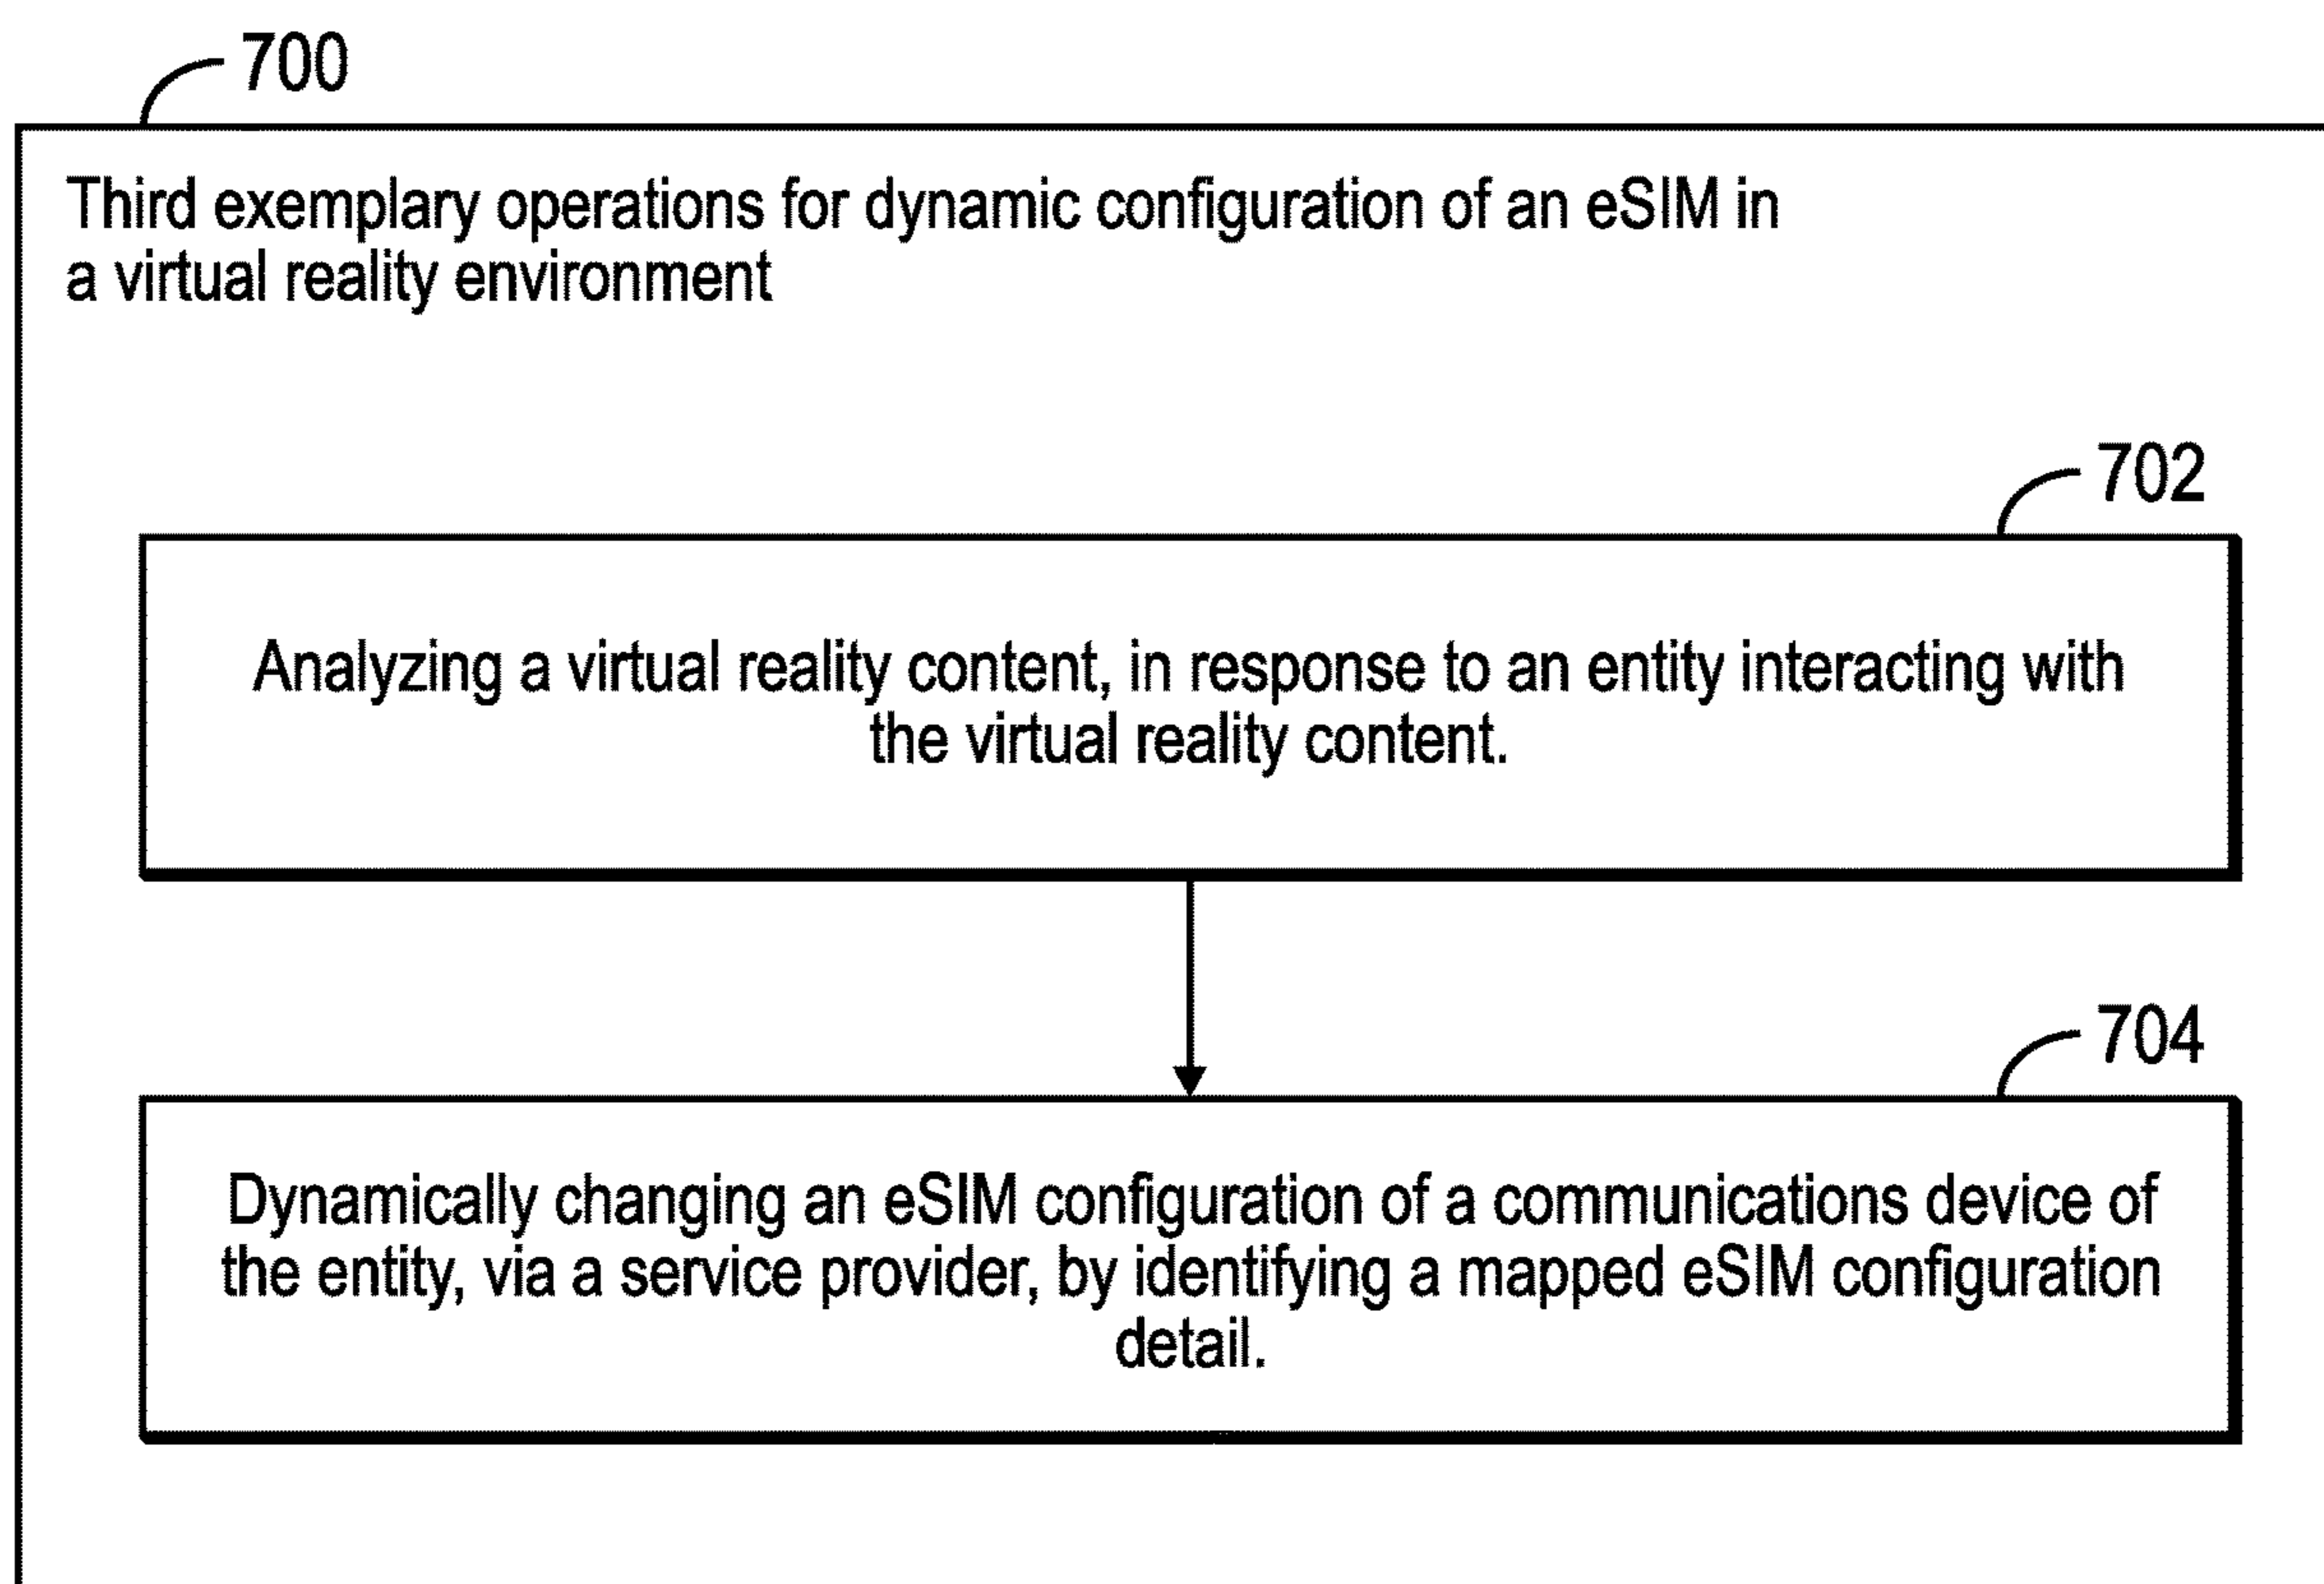 700
Third exemplary operations for dynamic configuration of an eSIM in
a virtual reality environment
702
Analyzing a virtual reality content, in response to an entity interacting with
the virtual reality content.
704
Dynamically changing an eSIM configuration of a communications device of
the entity, via a service provider, by identifying a mapped eSIM configuration
detail.